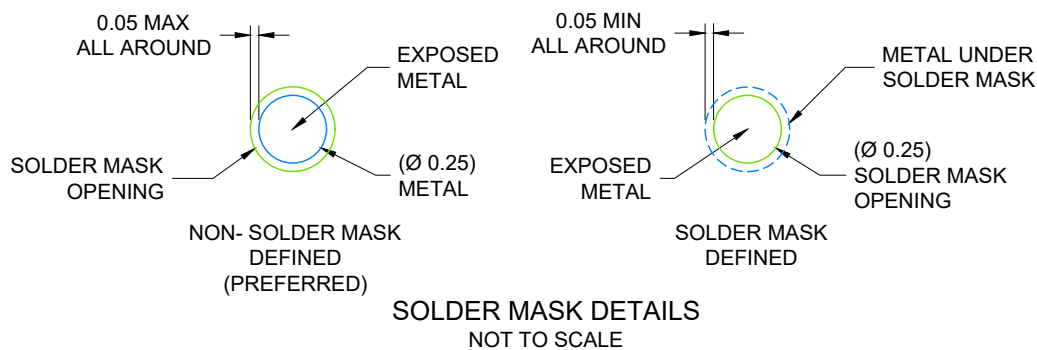 0.05 MAX
ALL AROUND
EXPOSED
METAL
SOLDER MASK
OPENING
(Ø 0.25)
METAL
NON- SOLDER MASK
DEFINED
(PREFERRED)
0.05 MIN
ALL AROUND
METAL UNDER
SOLDER MASK
EXPOSED
METAL
(Ø 0.25)
SOLDER MASK
OPENING
SOLDER MASK
DEFINED
SOLDER MASK DETAILS
NOT TO SCALE